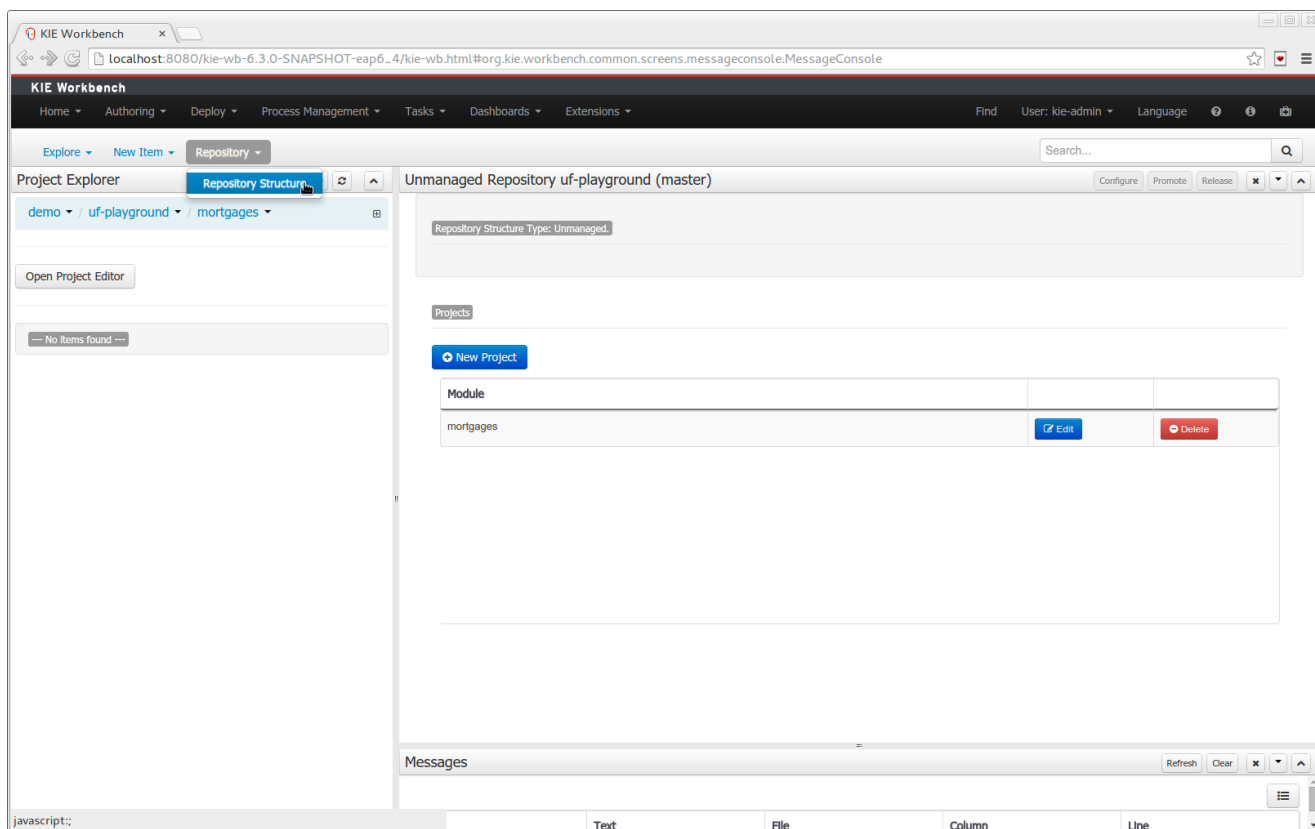 KIE Workbench
localhost:8080/kie-wb-6.3.0-SNAPSHOT-eap6_4/kie-wb.html#org.kie.workbench.common.screens.messageconsole.MessageConsole
KIE Workbench
Home Authoring Deploy Process Management Tasks Dashboards Extensions Find User: kie-admin Language
Explore New Item Repository Search...
Repository Structure
Project Explorer
Unmanaged Repository uf-playground (master) Configure Promote Release
demo / uf-playground / mortgages
Repository Structure Type: Unmanaged.
Open Project Editor
Projects
--- No items found ---
New Project
Module
mortgages Edit Delete
Messages Refresh Clear
Text File Column Line
javascript:;